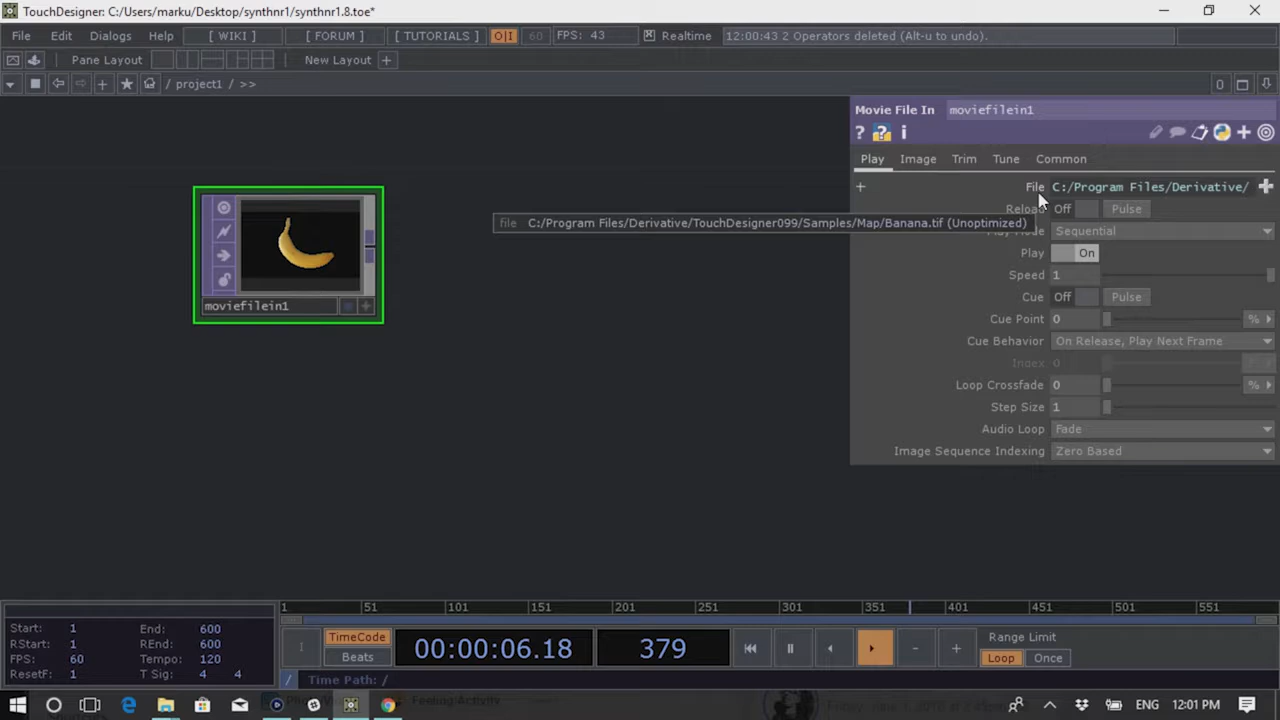 TouchDesigner: C:/Users/marku/Desktop/synthnr1/synthnr1.8.toe*
File Edit Dialogs Help [ WIKI ] [ FORUM ] [ TUTORIALS ] O|I 60 FPS: 43 Realtime 12:00:43 2 Operators deleted (Alt-u to undo).
Pane Layout New Layout +
/ project1 / >> 0
Movie File In moviefilein1
? ? i
Play Image Trim Tune Common
+ File C:/Program Files/Derivative/
Reload Off Pulse
file C:/Program Files/Derivative/TouchDesigner099/Samples/Map/Banana.tif (Unoptimized)
Sequential
Play On
Speed 1
Cue Off Pulse
Cue Point 0 %
Cue Behavior On Release, Play Next Frame
Index 0
Loop Crossfade 0 %
Step Size 1
Audio Loop Fade
Image Sequence Indexing Zero Based
moviefilein1
1 51 101 151 201 251 301 351 401 451 501 551
Start: 1 End: 600
RStart: 1 REnd: 600
FPS: 60 Tempo: 120
ResetF: 1 T Sig: 4 4
TimeCode
Beats
00:00:06.18 379
Range Limit
Loop Once
/ Time Path: /
Feeling Activity
ENG 12:01 PM